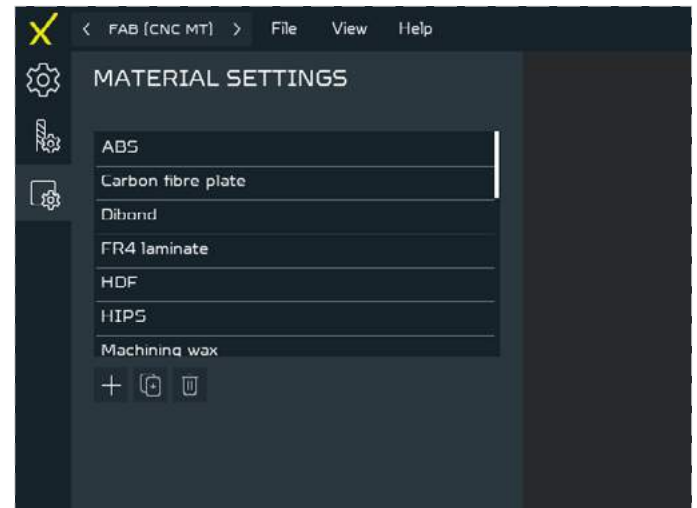 < FAB (CNC MT) > File View Help
MATERIAL SETTINGS
ABS
Carbon fibre plate
Dibond
FR4 laminate
HDF
HIPS
Machining wax